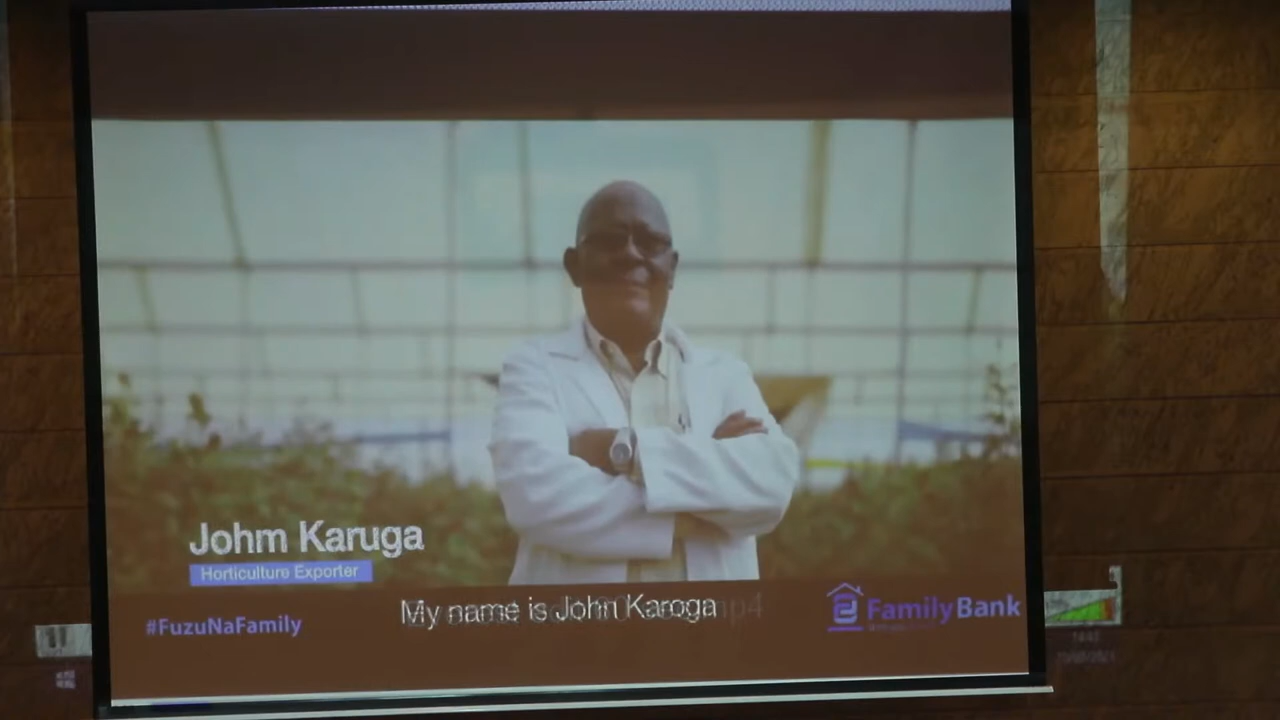 Johm Karuga
Horticulture Exporter
My name is John Karoga
#FuzuNaFamily
Family Bank